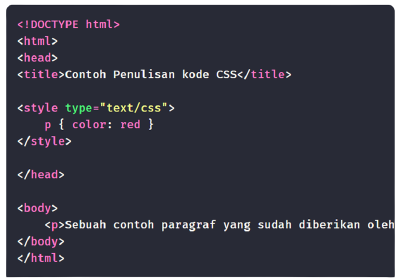 <!DOCTYPE html>
<html>
<head>
<title>Contoh Penulisan kode CSS</title>
<style type="text/css">
p { color: red }
</style>
</head>
<body>
<p>Sebuah contoh paragraf yang sudah diberikan oleh
</body>
</html>